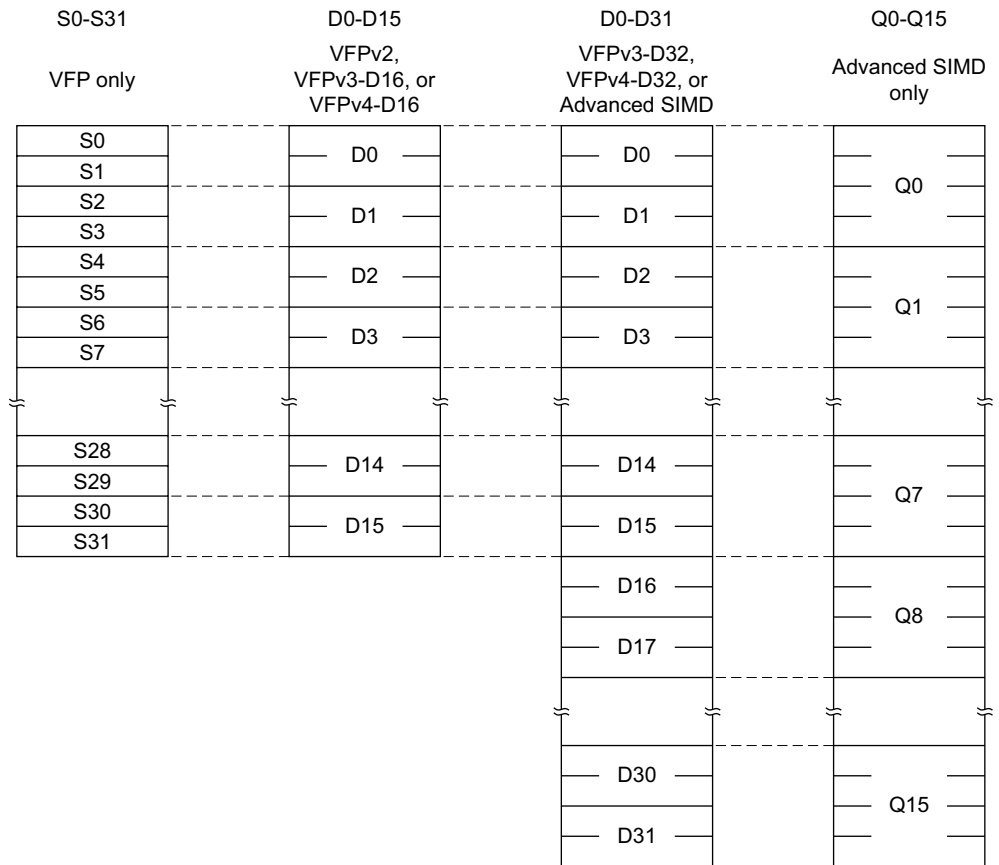 S0-S31
D0-D15
D0-D31
Q0-Q15
VFP only
VFPv2,
VFPv3-D16, or
VFPv4-D16
VFPv3-D32,
VFPv4-D32, or
Advanced SIMD
Advanced SIMD
only
S0
S1
S2
S3
S4
S5
S6
S7
S28
S29
S30
S31
D0
D1
D2
D3
D14
D15
D0
D1
D2
D3
D14
D15
D16
D17
D30
D31
Q0
Q1
Q7
Q8
Q15